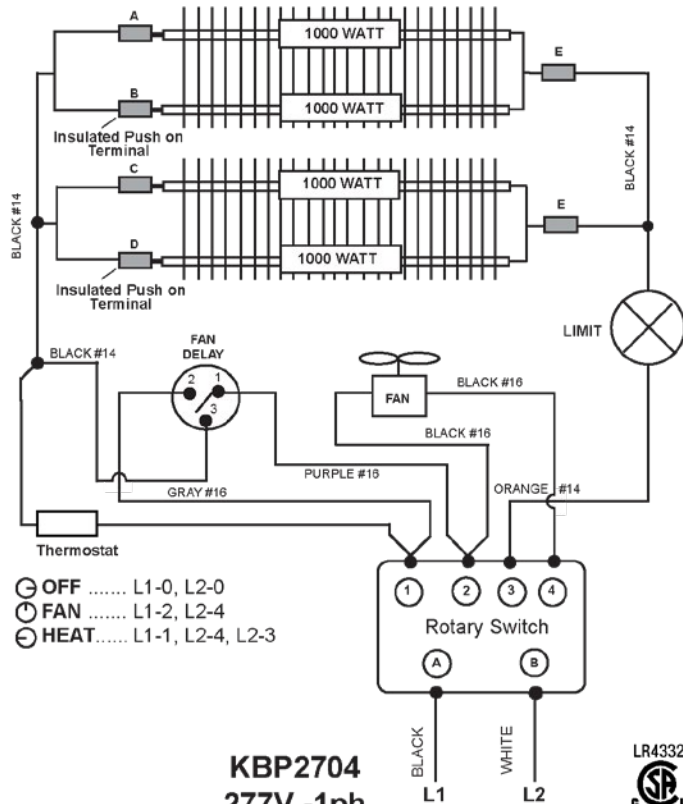 A
1000 WATT
E
B
1000 WATT
Insulated Push on
Terminal
C
1000 WATT
E
D
1000 WATT
Insulated Push on
Terminal
BLACK #14
BLACK #14
LIMIT
BLACK #14
FAN
DELAY
2
1
3
FAN
BLACK #16
BLACK #16
PURPLE #16
GRAY #16
ORANGE #14
Thermostat
1
2
3
4
Rotary Switch
A
B
OFF ....... L1-0, L2-0
FAN ....... L1-2, L2-4
HEAT...... L1-1, L2-4, L2-3
BLACK
WHITE
L1
L2
KBP2704
277V -1ph
LR4332